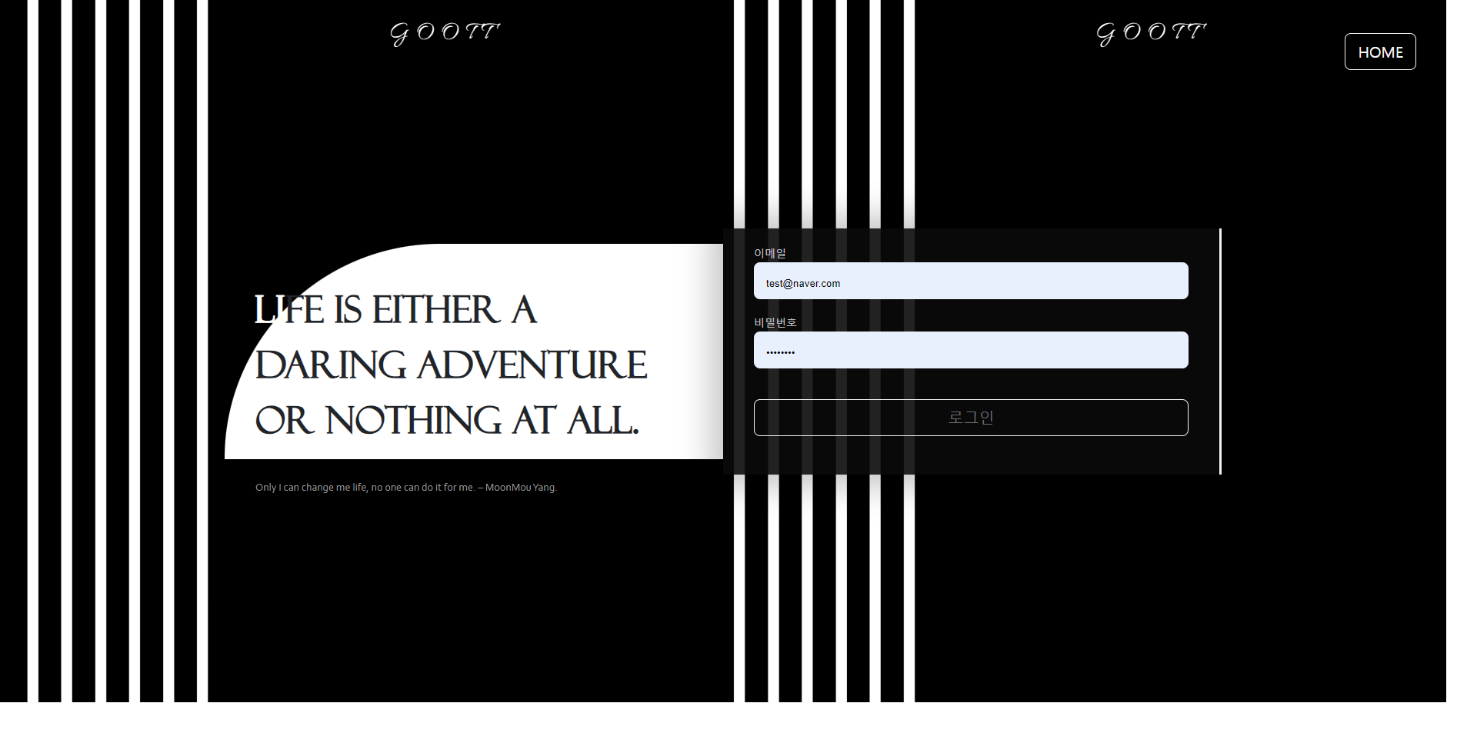 GOOTT
GOOTT
HOME
LIFE IS EITHER A
DARING ADVENTURE
OR NOTHING AT ALL.
Only I can change me life, no one can do it for me. – MoonMou Yang.
이메일
test@naver.com
비밀번호
••••••••
로그인